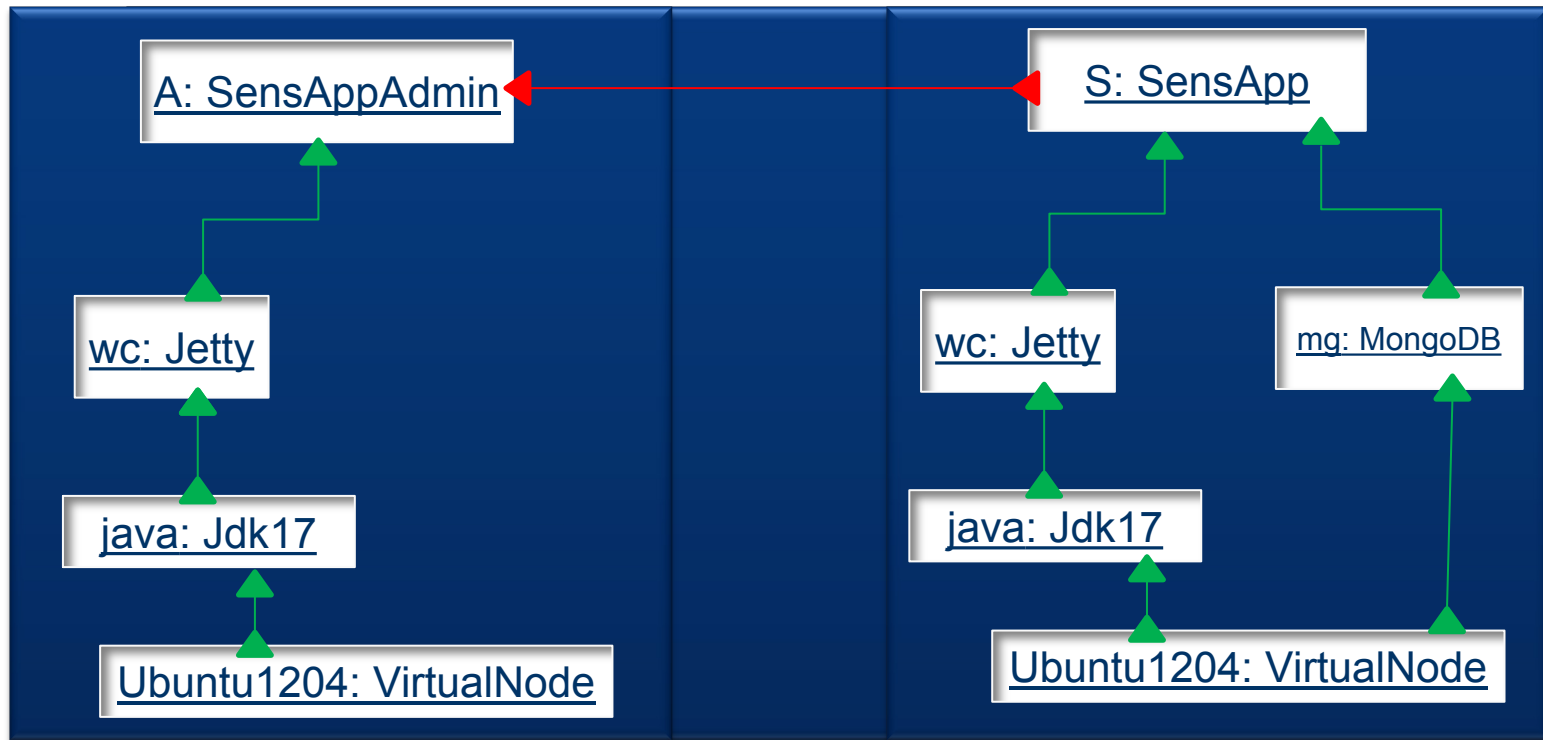 A: SensAppAdmin
S: SensApp
wc: Jetty
wc: Jetty
mg: MongoDB
java: Jdk17
java: Jdk17
Ubuntu1204: VirtualNode
Ubuntu1204: VirtualNode